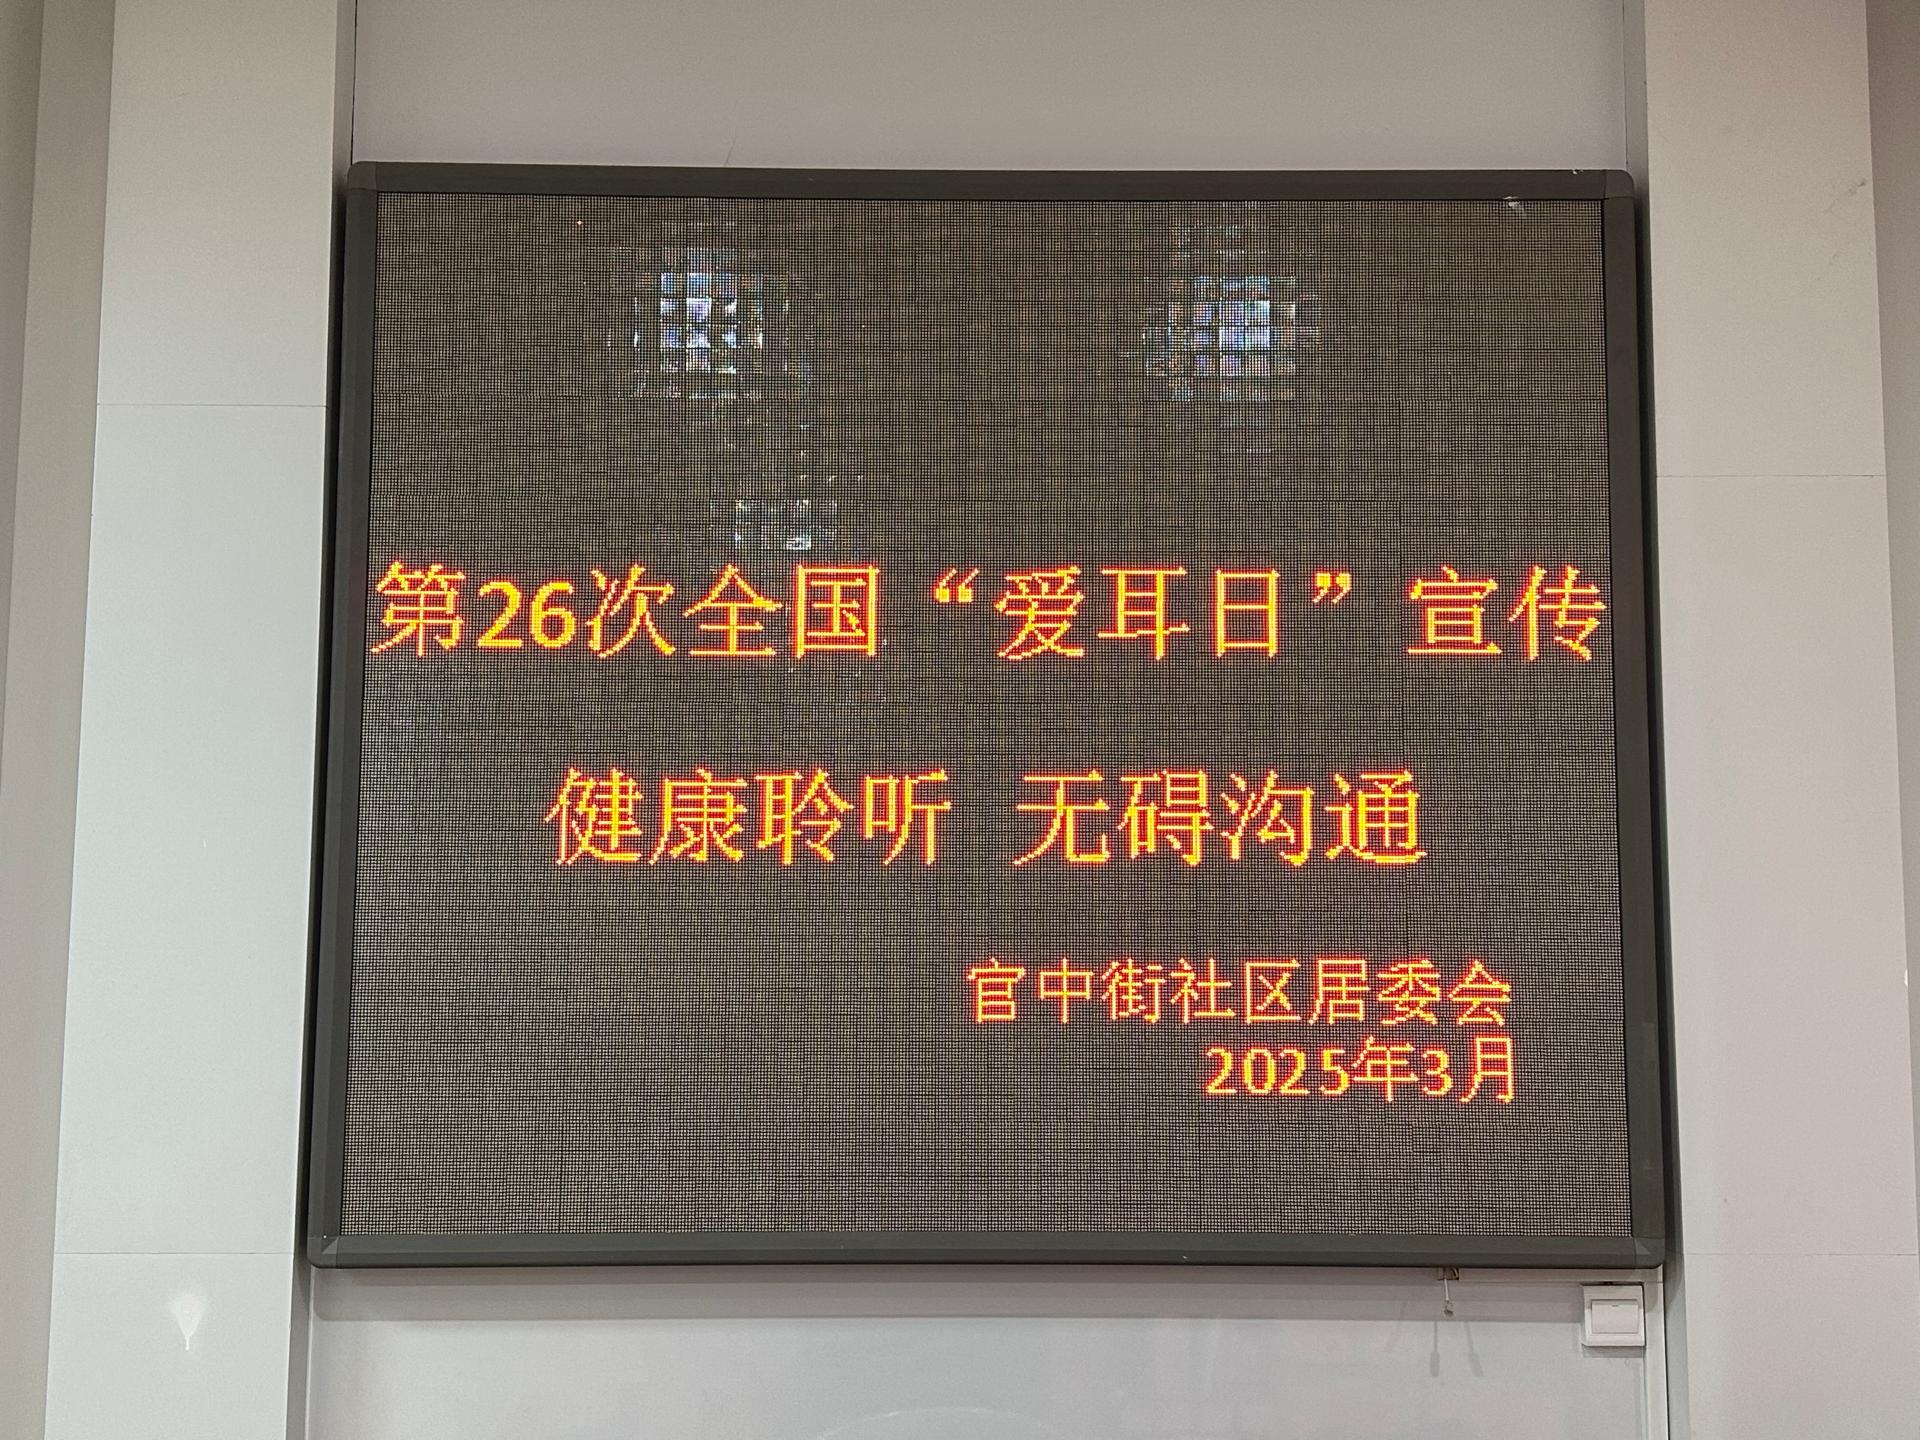 第26次全国“爱耳日”宣传
健康聆听 无碍沟通
官中街社区居委会
2025年3月